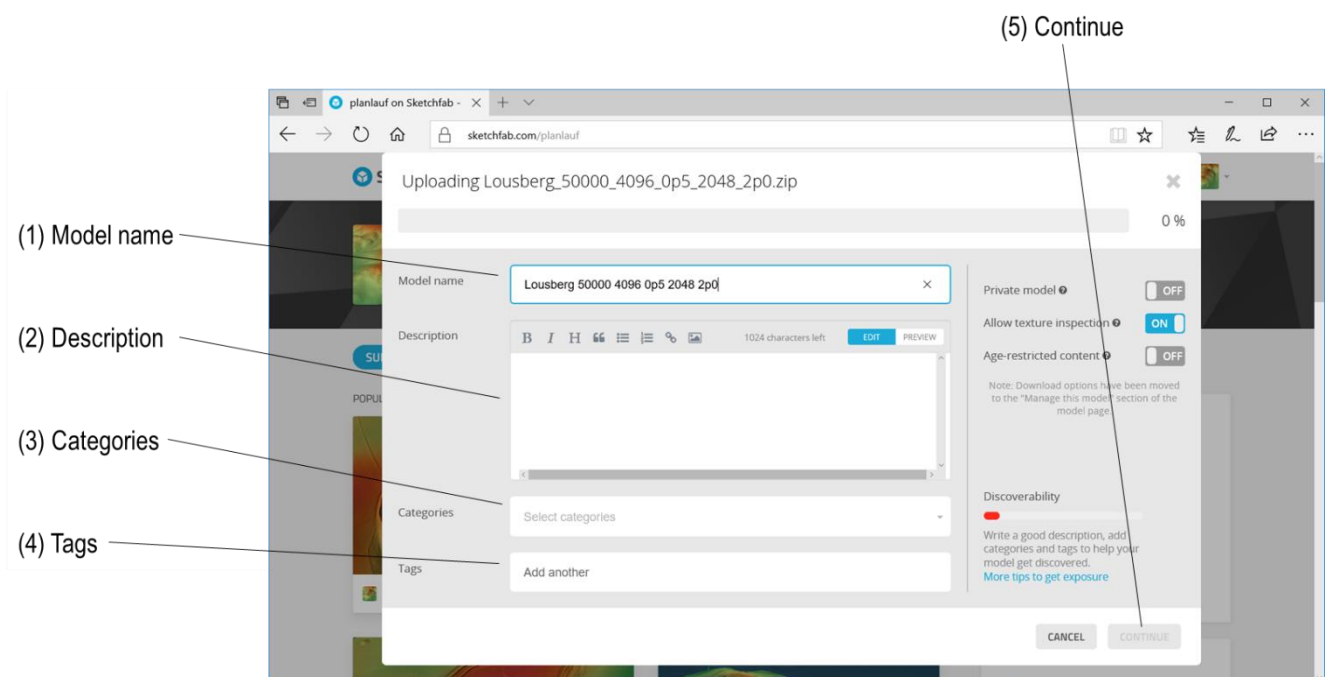 (5) Continue
planlauf on Sketchfab -
sketchfab.com/planlauf
S
Uploading Lousberg_50000_4096_0p5_2048_2p0.zip
0 %
(1) Model name
Model name
Lousberg 50000 4096 0p5 2048 2p0
Private model
OFF
Allow texture inspection
ON
(2) Description
Description
B I H
1024 characters left
EDIT
PREVIEW
Age-restricted content
OFF
SU
Note: Download options have been moved
to the "Manage this model" section of the
model page.
POPUL
(3) Categories
Categories
Select categories
Discoverability
Write a good description, add
categories and tags to help your
model get discovered.
More tips to get exposure
(4) Tags
Tags
Add another
CANCEL
CONTINUE